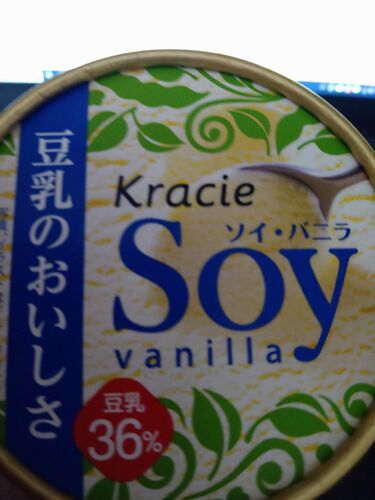 豆乳のおいしさ
Kracie
ソイ・バニラ
Soy
vanilla
豆乳
36%